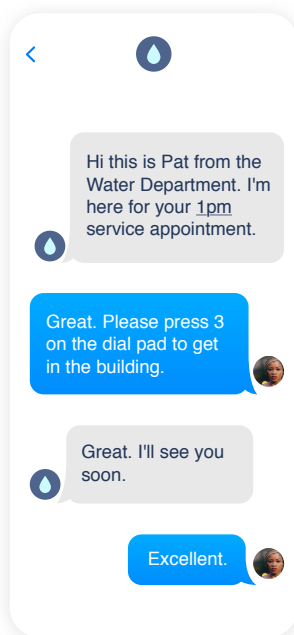 Hi this is Pat from the
Water Department. I'm
here for your 1pm
service appointment.
Great. Please press 3
on the dial pad to get
in the building.
Great. I'll see you
soon.
Excellent.